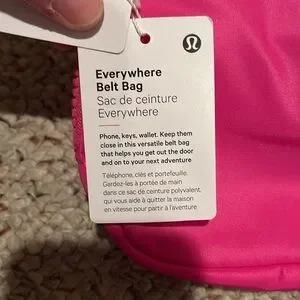 Everywhere
Belt Bag
Sac de ceinture
Everywhere
Phone, keys, wallet. Keep them
close in this versatile belt bag
that helps you get out the door
and on to your next adventure
Téléphone, clés et portefeuille.
Gardez-les à portée de main
dans ce sac de ceinture polyvalent,
qui vous aide à quitter la maison
en vitesse pour partir à l'aventure.